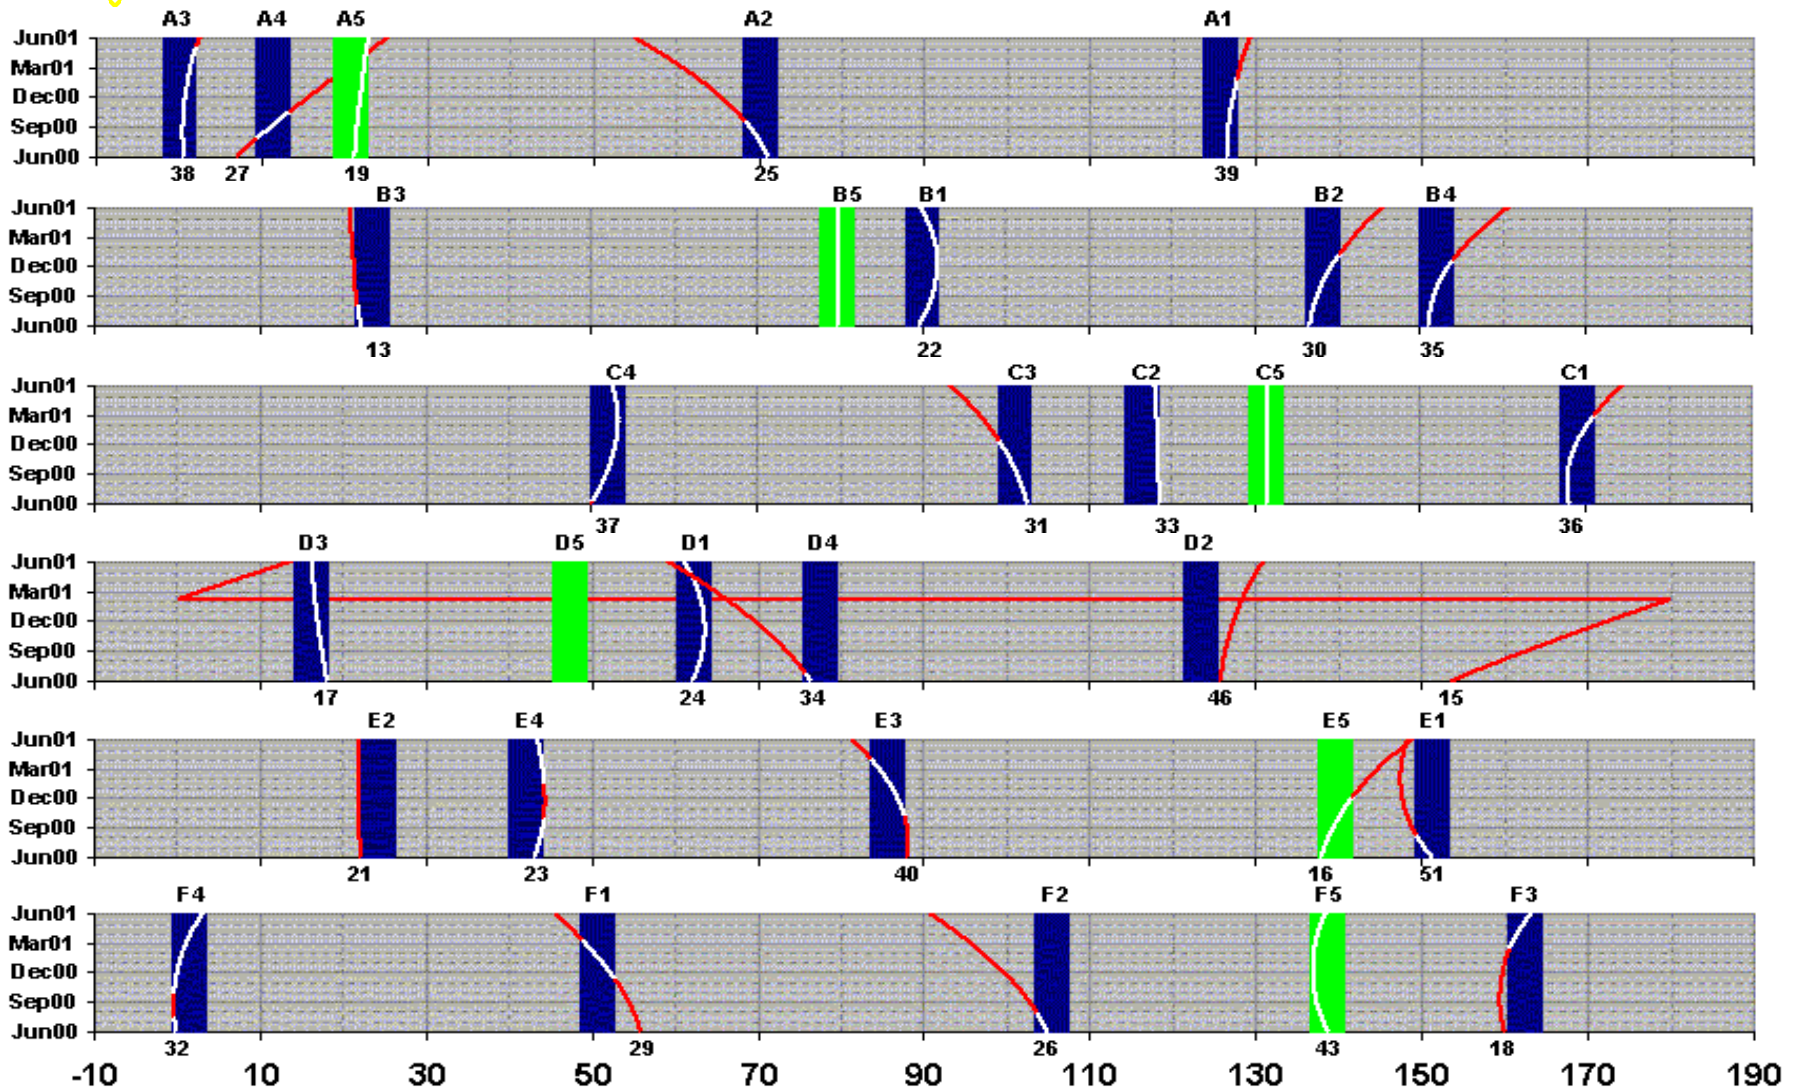 A3 A4 A5 A2 A1
Jun01
Mar01
Dec00
Sep00
Jun00
38 27 19 25 39
B3 B5 B1 B2 B4
Jun01
Mar01
Dec00
Sep00
Jun00
13 22 30 35
C4 C3 C2 C5 C1
Jun01
Mar01
Dec00
Sep00
Jun00
37 31 33 36
D3 D5 D1 D4 D2
Jun01
Mar01
Dec00
Sep00
Jun00
17 24 34 46 15
E2 E4 E3 E5 E1
Jun01
Mar01
Dec00
Sep00
Jun00
21 23 40 16 51
F4 F1 F2 F5 F3
Jun01
Mar01
Dec00
Sep00
Jun00
32 29 26 43 18
-10 10 30 50 70 90 110 130 150 170 190